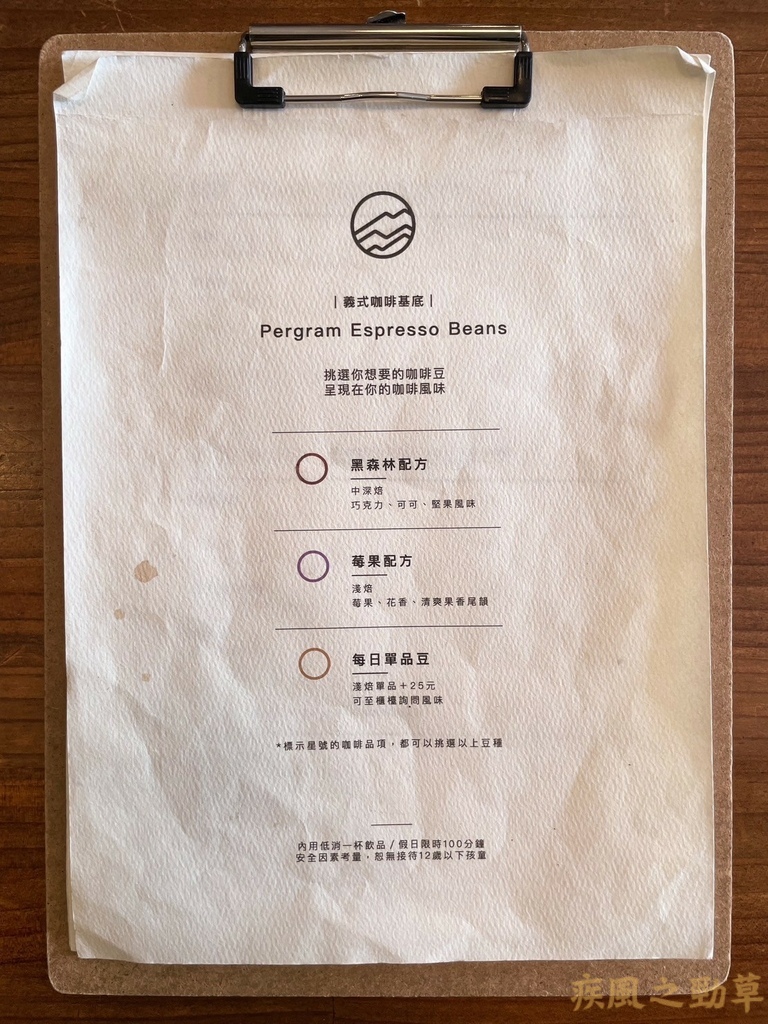 ｜義式咖啡基底｜
Pergram Espresso Beans
挑選你想要的咖啡豆
呈現在你的咖啡風味
黑森林配方
中深焙
巧克力、可可、堅果風味
莓果配方
淺焙
莓果、花香、清爽果香尾韻
每日單品豆
淺焙單品＋25元
可至櫃檯詢問風味
*標示星號的咖啡品項，都可以挑選以上豆種
內用低消一杯飲品 / 假日限時100分鐘
安全因素考量，恕無接待12歲以下孩童
疾風之勁草